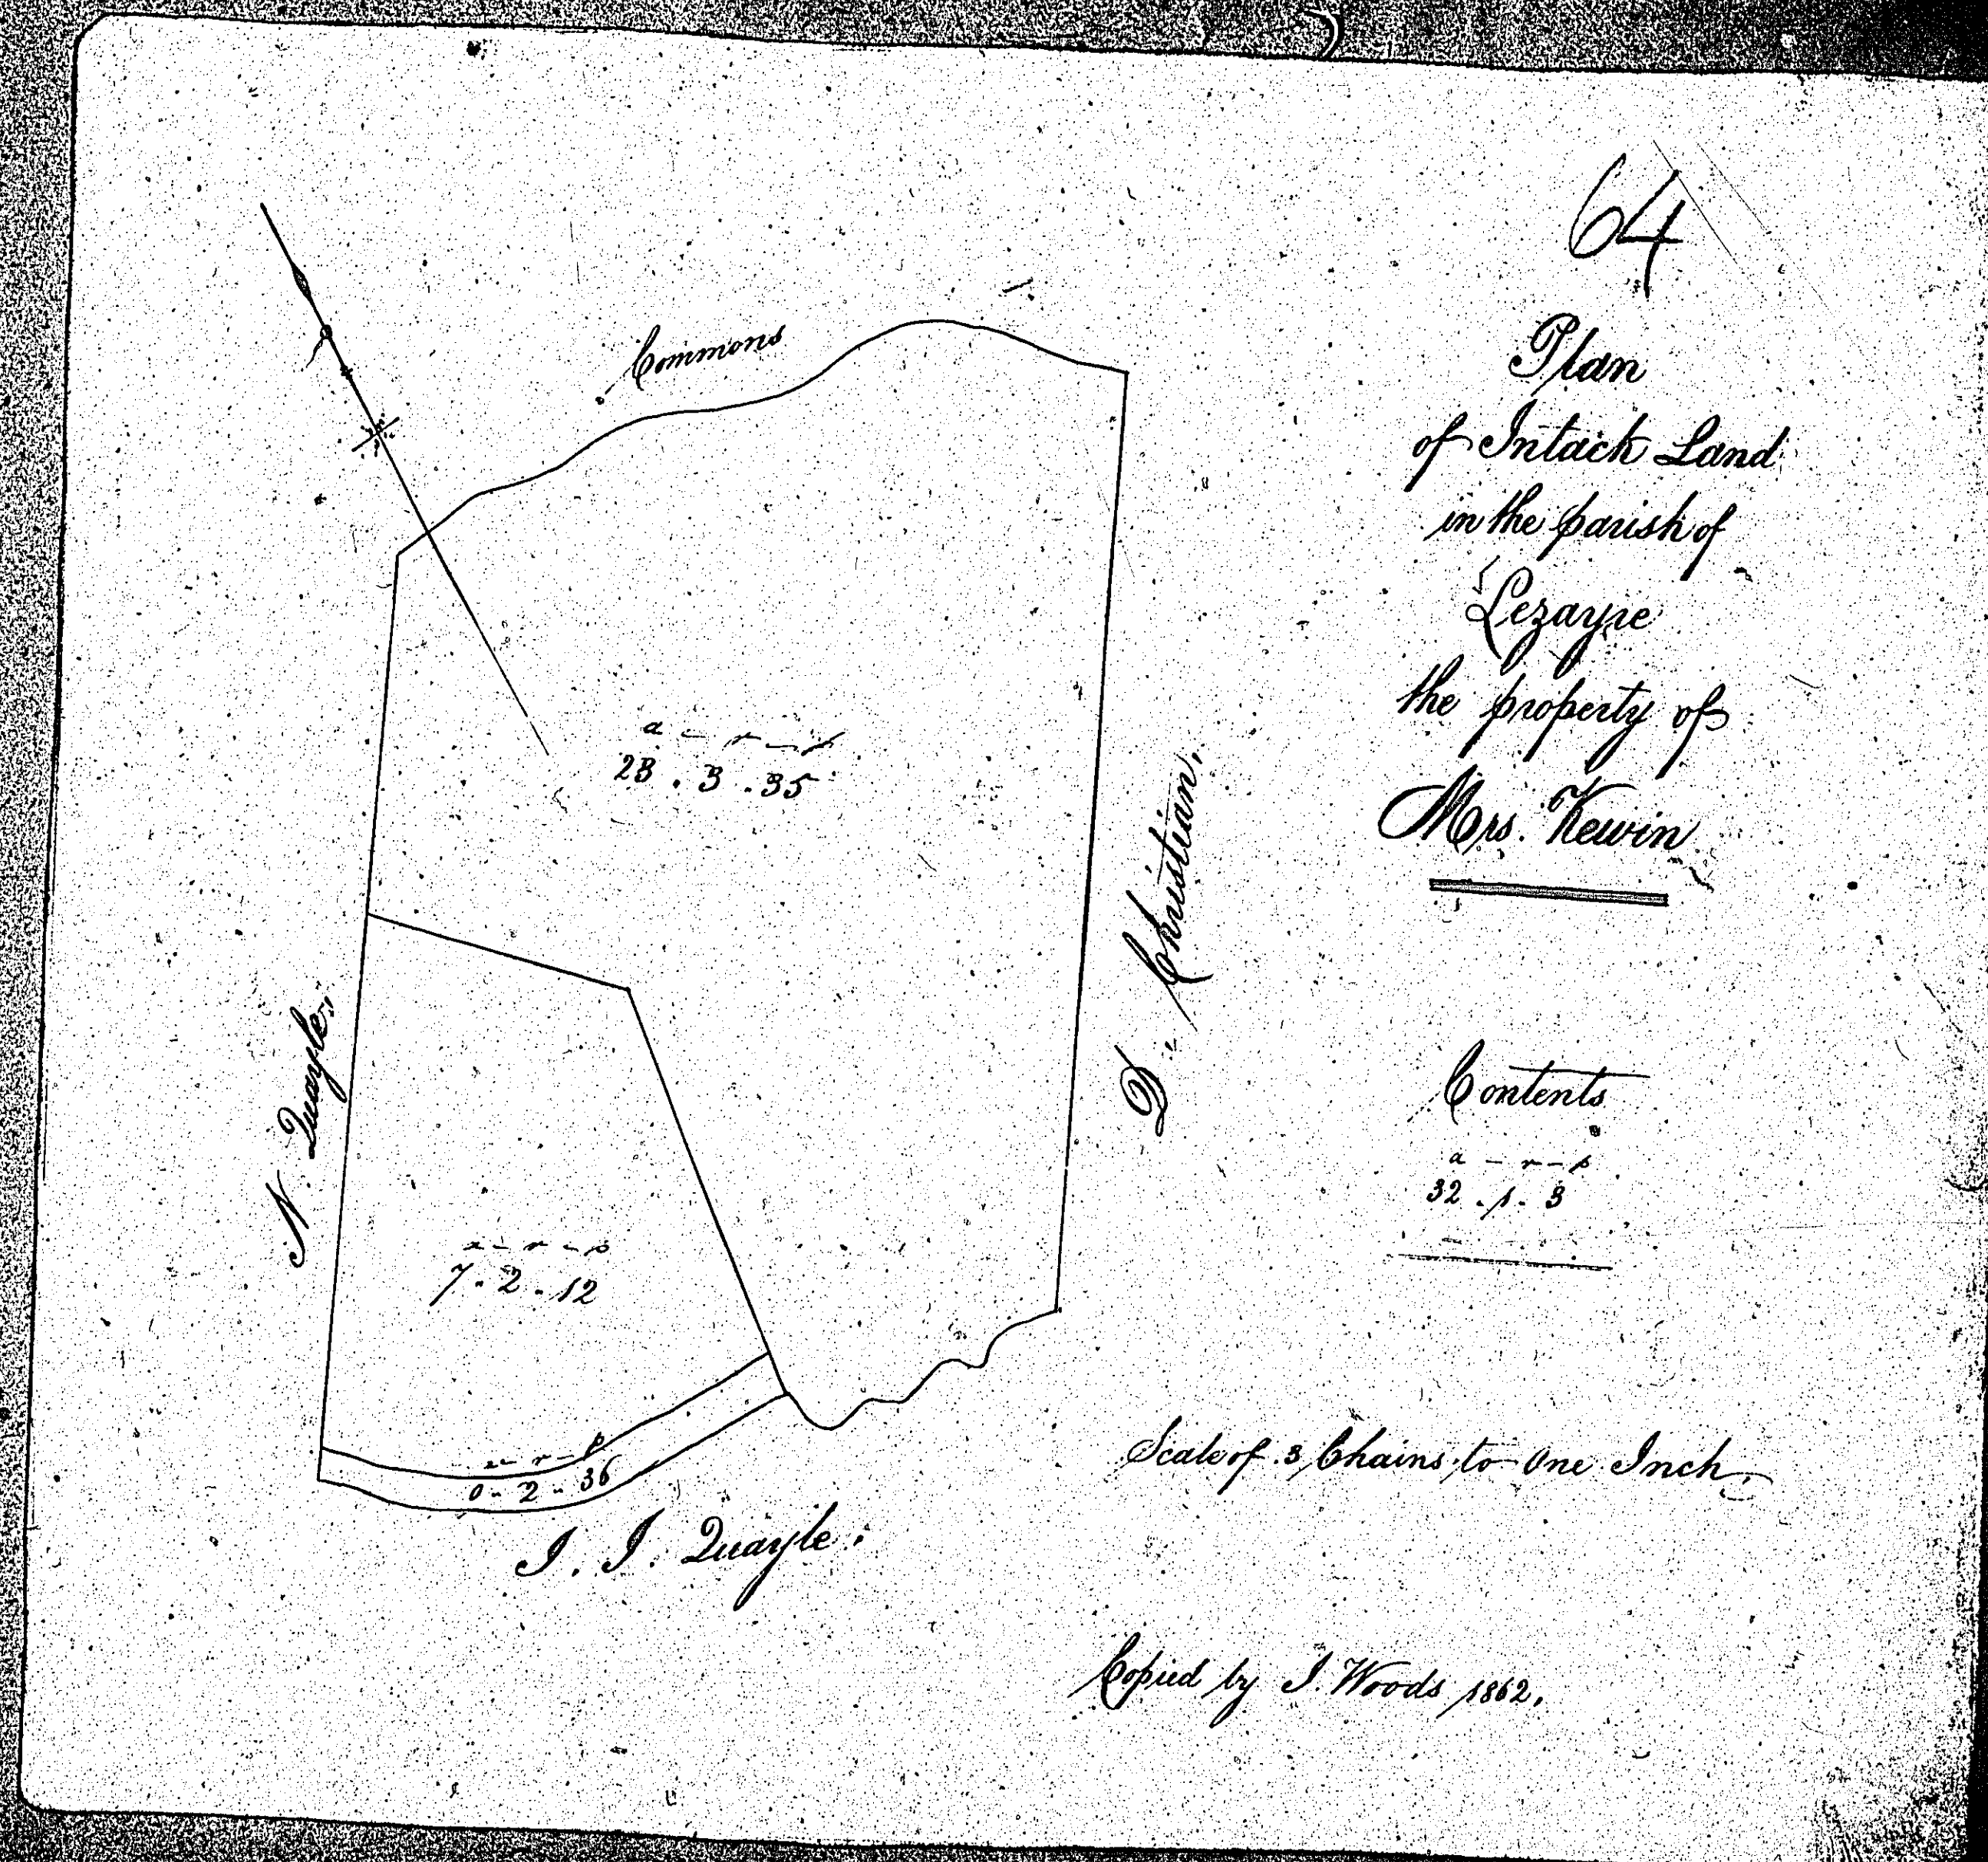 64
Plan
of Intack Land
in the parish of
Lezayre
the property of
Mrs. Kewin
Commons
a - r - p
23 . 3 . 35
D. Christian.
N. Quayle.
a - r - p
7 . 2 . 12
a - r - p
0 - 2 - 36
I. I. Quayle.
Contents
a - r - p
32 . 1 . 3
Scale of 3 Chains to One Inch.
Copied by I. Woods 1862.